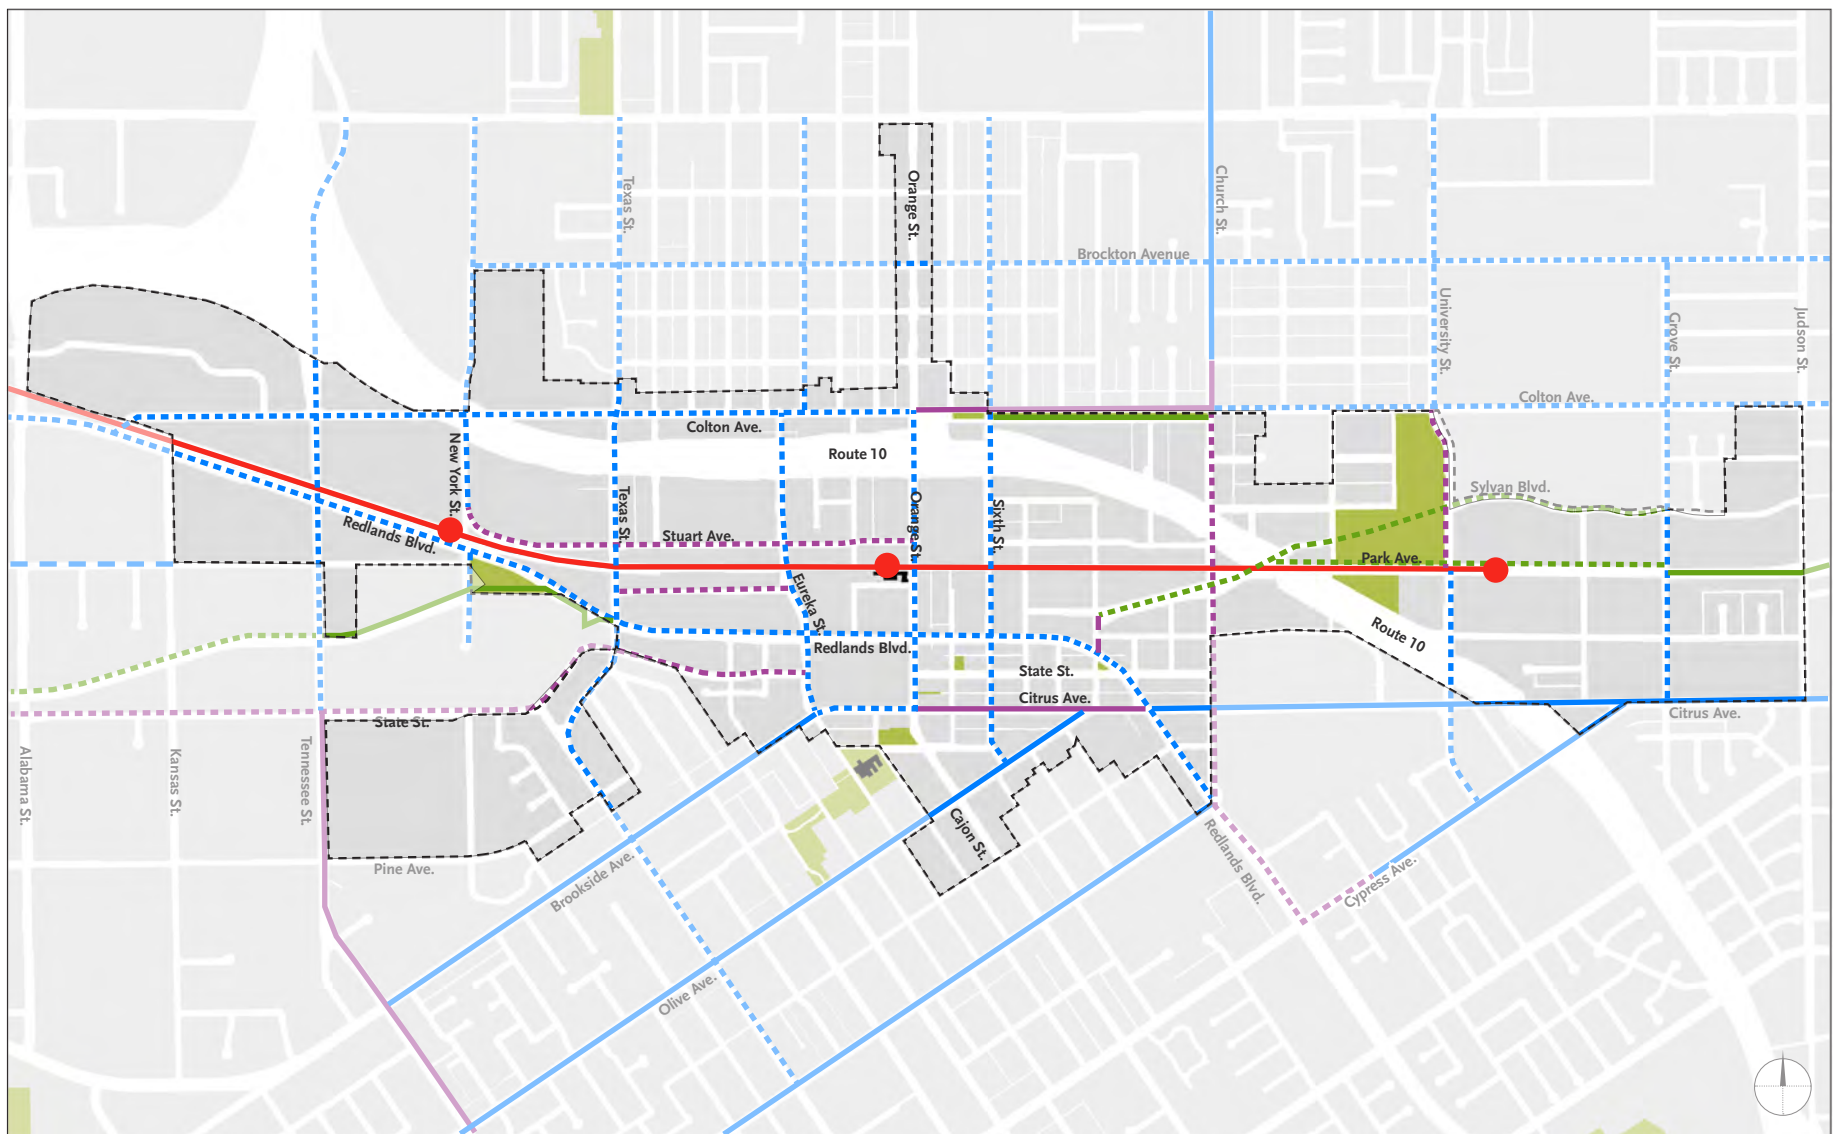 Texas St.
Orange St.
Church St.
Brockton Avenue
University St.
Grove St.
Judson St.
Colton Ave.
Colton Ave.
Route 10
New York St.
Texas St.
Orange St.
Sixth St.
Sylvan Blvd.
Redlands Blvd.
Stuart Ave.
Park Ave.
Eureka St.
Route 10
Redlands Blvd.
State St.
Citrus Ave.
Citrus Ave.
State St.
Alabama St.
Kansas St.
Tennessee St.
Cajon St.
Redlands Blvd.
Pine Ave.
Brookside Ave.
Cypress Ave.
Olive Ave.